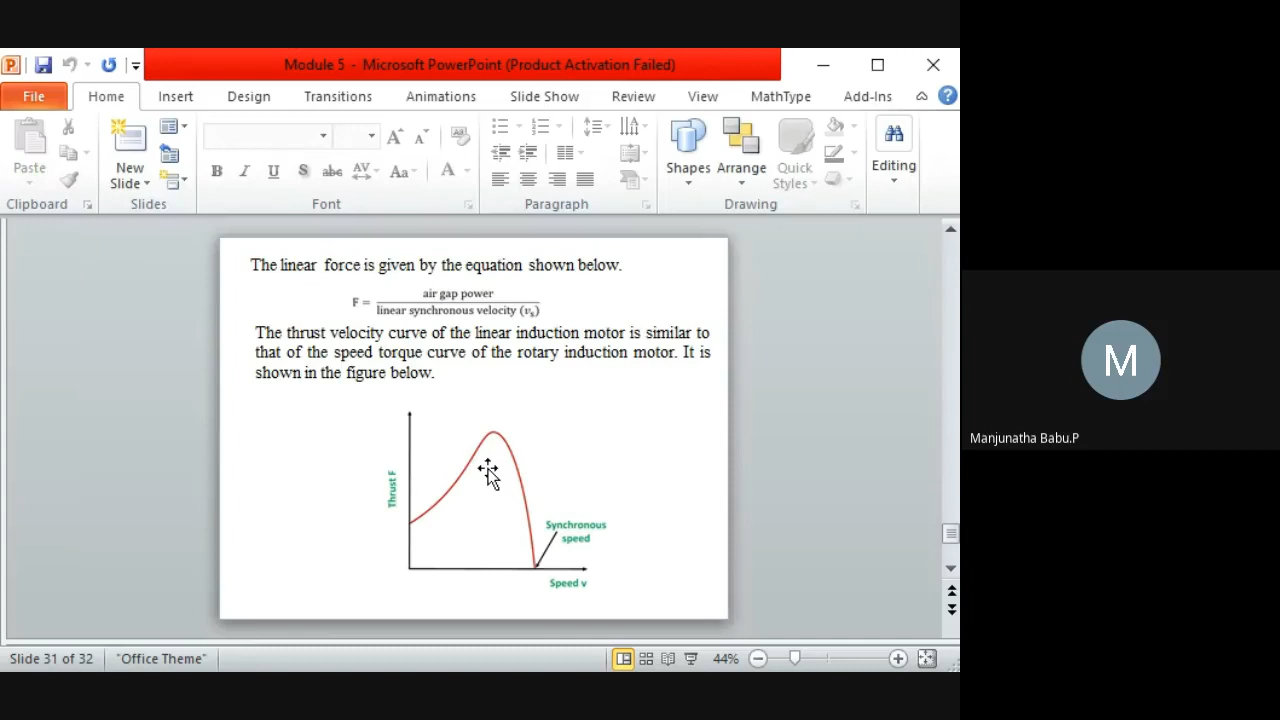 Module 5 - Microsoft PowerPoint (Product Activation Failed)
File Home Insert Design Transitions Animations Slide Show Review View MathType Add-Ins
Paste
New
Slide
B I U S abc AV Aa A
Shapes Arrange Quick
Styles
Editing
Clipboard Slides Font Paragraph Drawing
The linear force is given by the equation shown below.
F = air gap power
linear synchronous velocity (vs)
The thrust velocity curve of the linear induction motor is similar to
that of the speed torque curve of the rotary induction motor. It is
shown in the figure below.
Thrust F
Synchronous
speed
Speed v
M
Manjunatha Babu.P
Slide 31 of 32 "Office Theme" 44%